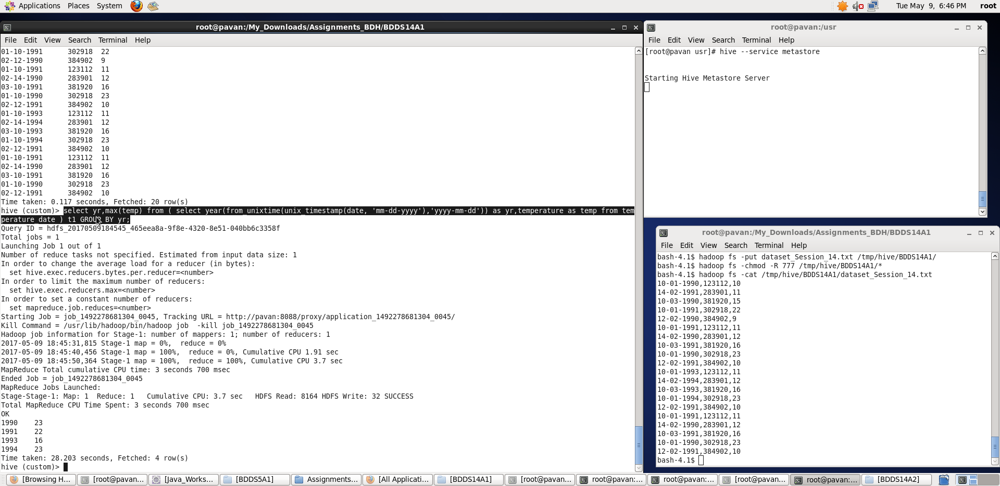 Applications Places System Tue May 9, 6:46 PM root
root@pavan:/My_Downloads/Assignments_BDH/BDDS14A1
File Edit View Search Terminal Help
01-10-1991 302918 22
02-12-1990 384902 9
01-10-1991 123112 11
02-14-1990 283901 12
03-10-1991 381920 16
01-10-1990 302918 23
02-12-1991 384902 10
01-10-1993 123112 11
02-14-1994 283901 12
03-10-1993 381920 16
01-10-1994 302918 23
02-12-1991 384902 10
01-10-1991 123112 11
02-14-1990 283901 12
03-10-1991 381920 16
01-10-1990 302918 23
02-12-1991 384902 10
Time taken: 0.117 seconds, Fetched: 20 row(s)
hive (custom)> select yr,max(temp) from ( select year(from_unixtime(unix_timestamp(date, 'mm-dd-yyyy'),'yyyy-mm-dd')) as yr,temperature as temp from tem
perature_date ) t1 GROUP BY yr;
Query ID = hdfs_20170509184545_465eea8a-9f8e-4320-8e51-040bb6c3358f
Total jobs = 1
Launching Job 1 out of 1
Number of reduce tasks not specified. Estimated from input data size: 1
In order to change the average load for a reducer (in bytes):
set hive.exec.reducers.bytes.per.reducer=<number>
In order to limit the maximum number of reducers:
set hive.exec.reducers.max=<number>
In order to set a constant number of reducers:
set mapreduce.job.reduces=<number>
Starting Job = job_1492278681304_0045, Tracking URL = http://pavan:8088/proxy/application_1492278681304_0045/
Kill Command = /usr/lib/hadoop/bin/hadoop job -kill job_1492278681304_0045
Hadoop job information for Stage-1: number of mappers: 1; number of reducers: 1
2017-05-09 18:45:31,815 Stage-1 map = 0%, reduce = 0%
2017-05-09 18:45:40,456 Stage-1 map = 100%, reduce = 0%, Cumulative CPU 1.91 sec
2017-05-09 18:45:50,364 Stage-1 map = 100%, reduce = 100%, Cumulative CPU 3.7 sec
MapReduce Total cumulative CPU time: 3 seconds 700 msec
Ended Job = job_1492278681304_0045
MapReduce Jobs Launched:
Stage-Stage-1: Map: 1 Reduce: 1 Cumulative CPU: 3.7 sec HDFS Read: 8164 HDFS Write: 32 SUCCESS
Total MapReduce CPU Time Spent: 3 seconds 700 msec
OK
1990 23
1991 22
1993 16
1994 23
Time taken: 28.203 seconds, Fetched: 4 row(s)
hive (custom)>
root@pavan:/usr
File Edit View Search Terminal Help
[root@pavan usr]# hive --service metastore
Starting Hive Metastore Server
root@pavan:/My_Downloads/Assignments_BDH/BDDS14A1
File Edit View Search Terminal Help
bash-4.1$ hadoop fs -put dataset_Session_14.txt /tmp/hive/BDDS14A1/
bash-4.1$ hadoop fs -chmod -R 777 /tmp/hive/BDDS14A1/*
bash-4.1$ hadoop fs -cat /tmp/hive/BDDS14A1/dataset_Session_14.txt
10-01-1990,123112,10
14-02-1991,283901,11
10-03-1990,381920,15
10-01-1991,302918,22
12-02-1990,384902,9
10-01-1991,123112,11
14-02-1990,283901,12
10-03-1991,381920,16
10-01-1990,302918,23
12-02-1991,384902,10
10-01-1993,123112,11
14-02-1994,283901,12
10-03-1993,381920,16
10-01-1994,302918,23
12-02-1991,384902,10
10-01-1991,123112,11
14-02-1990,283901,12
10-03-1991,381920,16
10-01-1990,302918,23
12-02-1991,384902,10
bash-4.1$
[Browsing H... [root@pavan... [Java_Works... [BDDS5A1] Assignments... [All Applicati... [BDDS14A1] [root@pavan... root@pavan:... root@pavan:... [root@pavan... root@pavan:... [BDDS14A2]